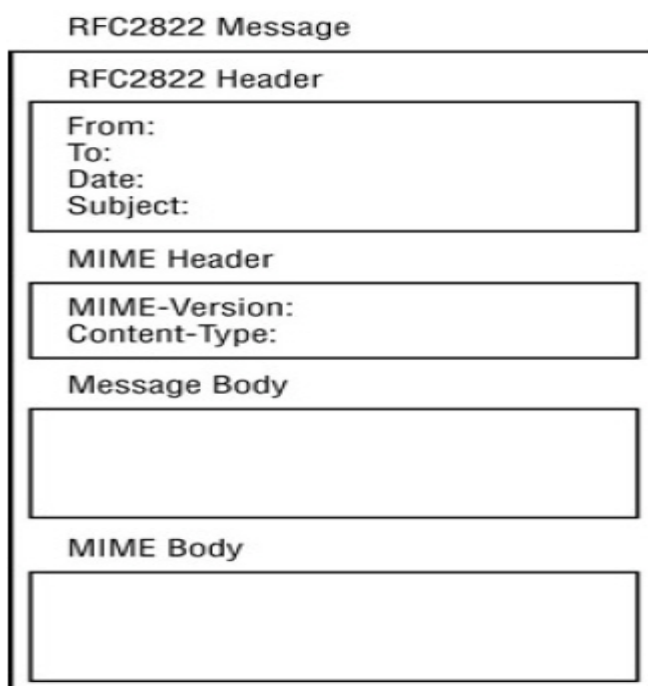 RFC2822 Message
RFC2822 Header
From:
To:
Date:
Subject:
MIME Header
MIME-Version:
Content-Type:
Message Body
MIME Body